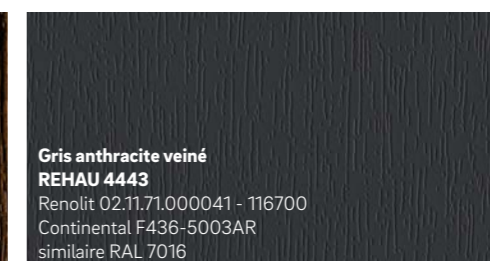 Gris anthracite veiné
REHAU 4443
Renolit 02.11.71.000041 - 116700
Continental F436-5003AR
similaire RAL 7016